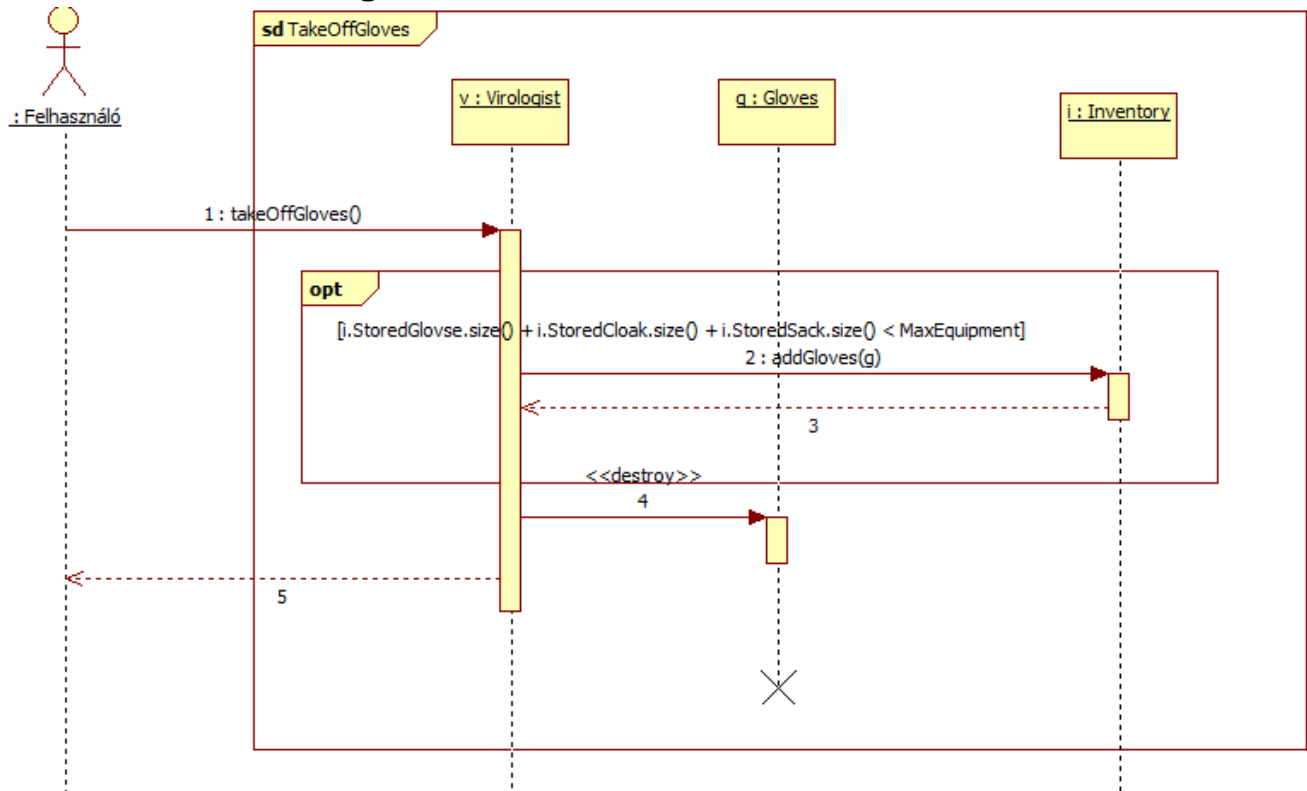 sd TakeOffGloves
: Felhasználó
v : Virologist
g : Gloves
i : Inventory
1 : takeOffGloves()
opt
[i.StoredGlovse.size() + i.StoredCloak.size() + i.StoredSack.size() < MaxEquipment]
2 : addGloves(g)
3
<<destroy>>
4
5